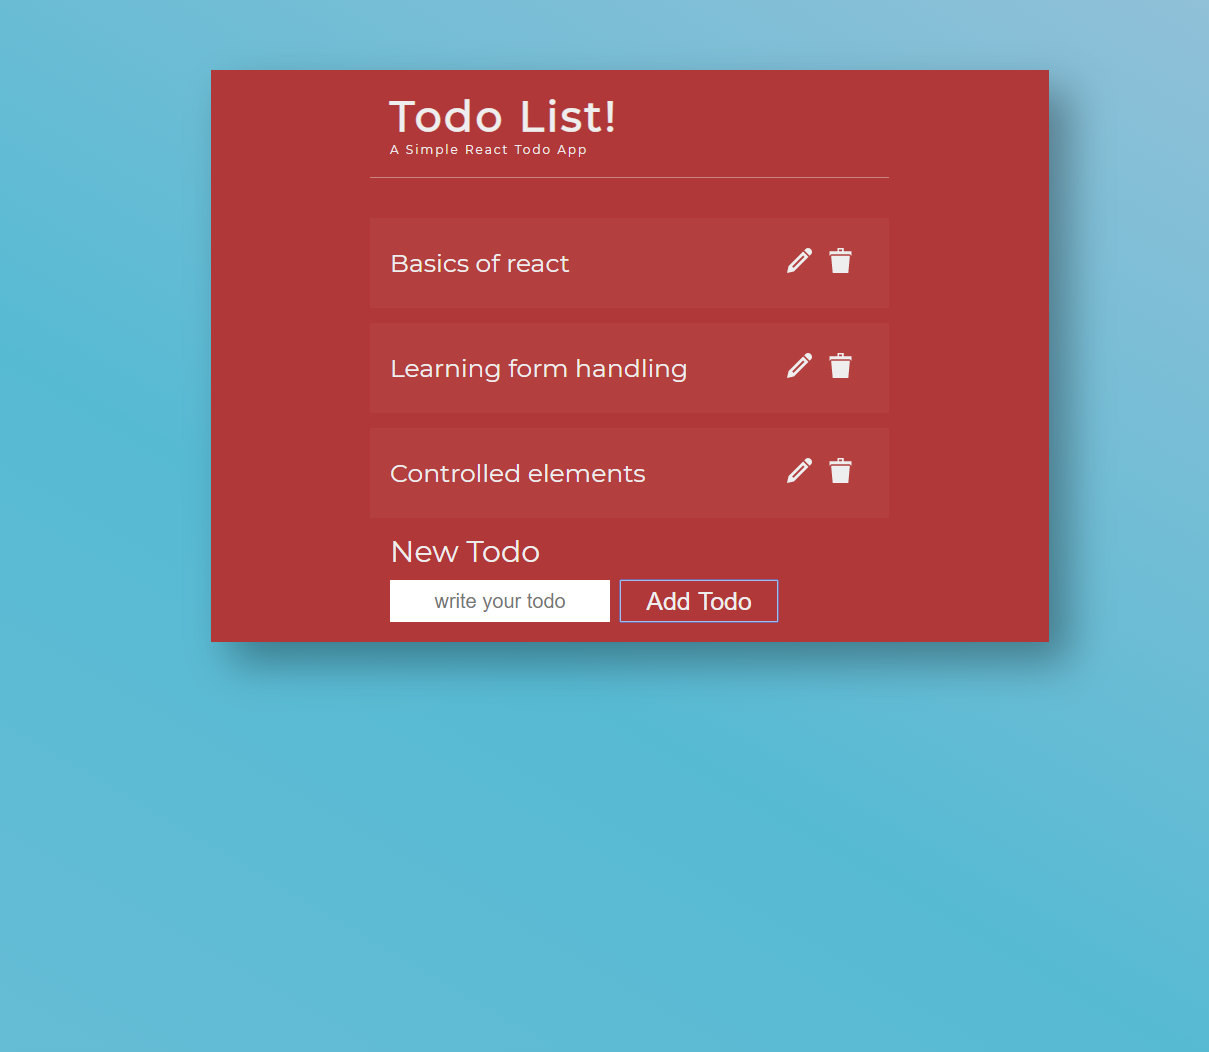 Todo List!
A Simple React Todo App
Basics of react
Learning form handling
Controlled elements
New Todo
write your todo
Add Todo